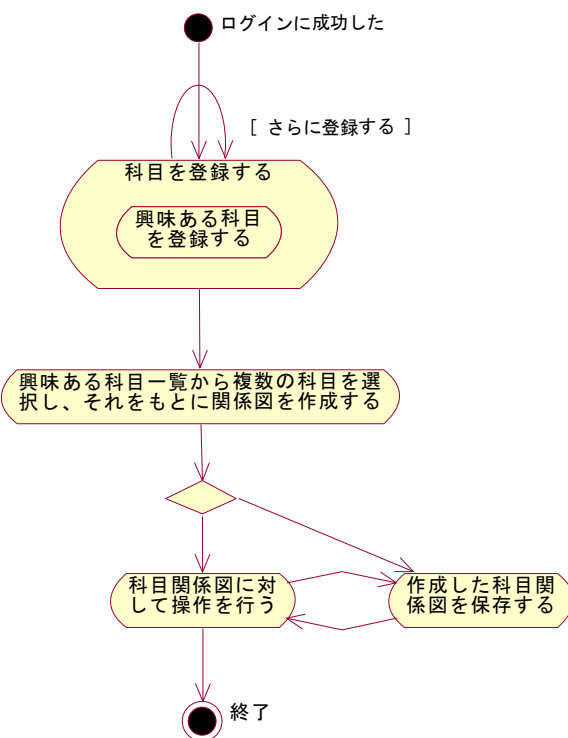 ログインに成功した
[ さらに登録する ]
科目を登録する
興味ある科目
を登録する
興味ある科目一覧から複数の科目を選
択し、それをもとに関係図を作成する
科目関係図に対
して操作を行う
作成した科目関
係図を保存する
終了